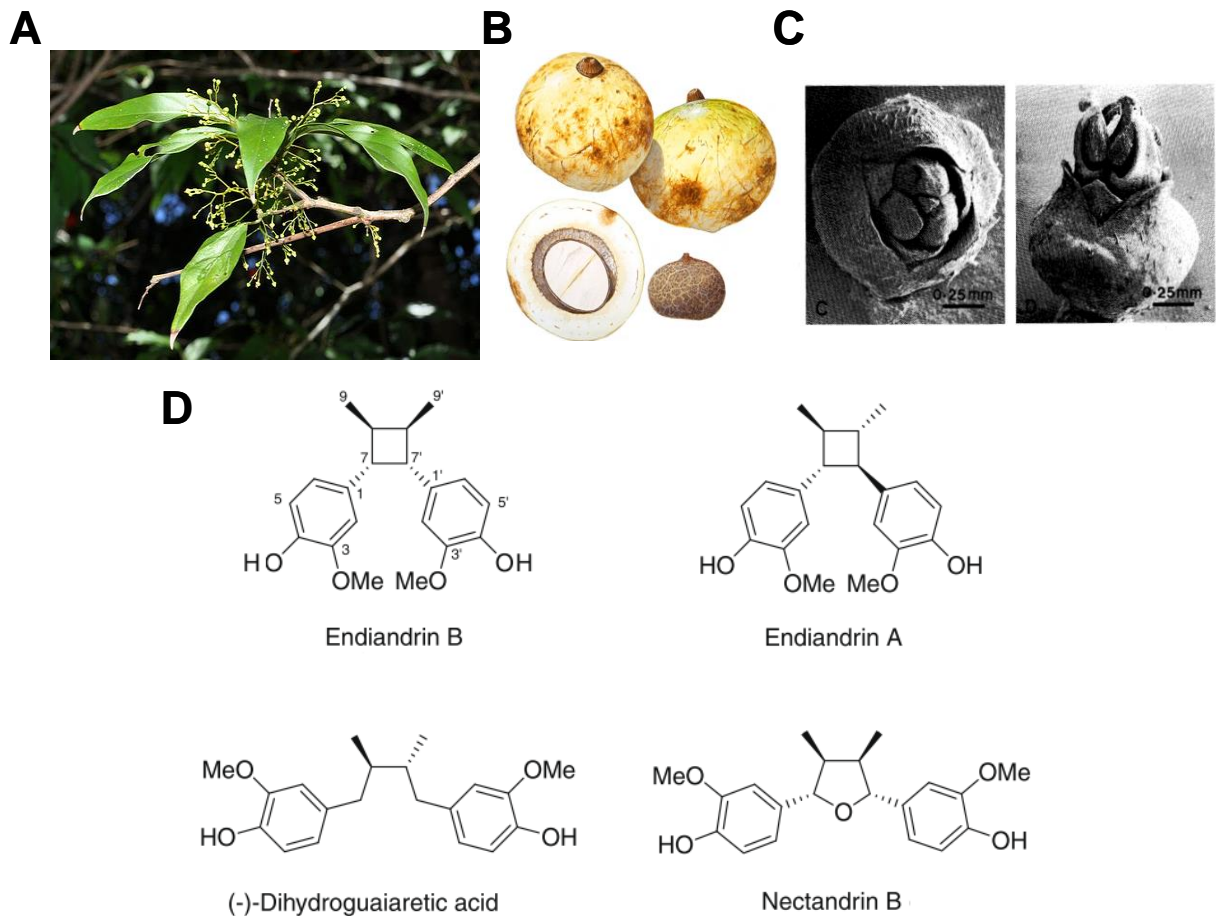 A
B
C
C
0·25mm
D
0·25mm
D
9
9'
7
7'
1
1'
5
5'
3
3'
HO
OMe
MeO
OH
Endiandrin B
HO
OMe
MeO
OH
Endiandrin A
MeO
OMe
HO
OH
(-)-Dihydroguaiaretic acid
MeO
OMe
O
HO
OH
Nectandrin B